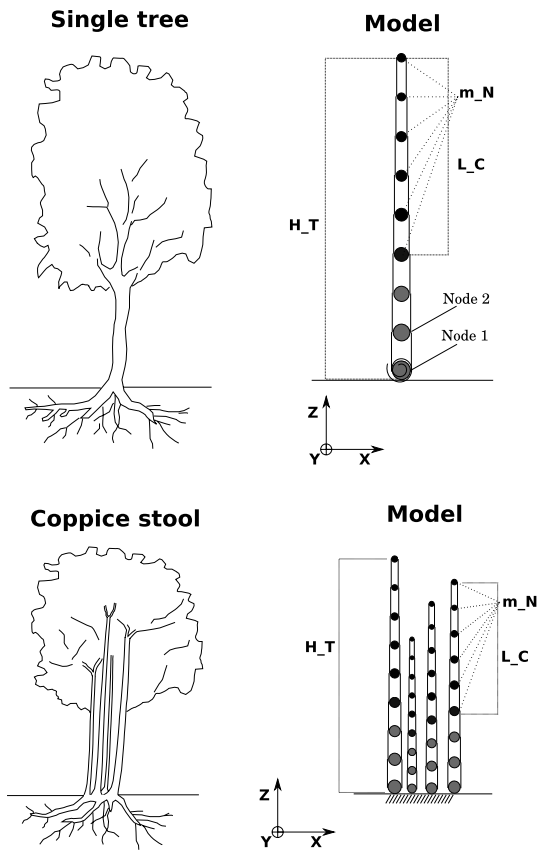 Single tree
Model
m_N
L_C
H_T
Node 2
Node 1
Z
Y
X
Coppice stool
Model
m_N
H_T
L_C
Z
Y
X